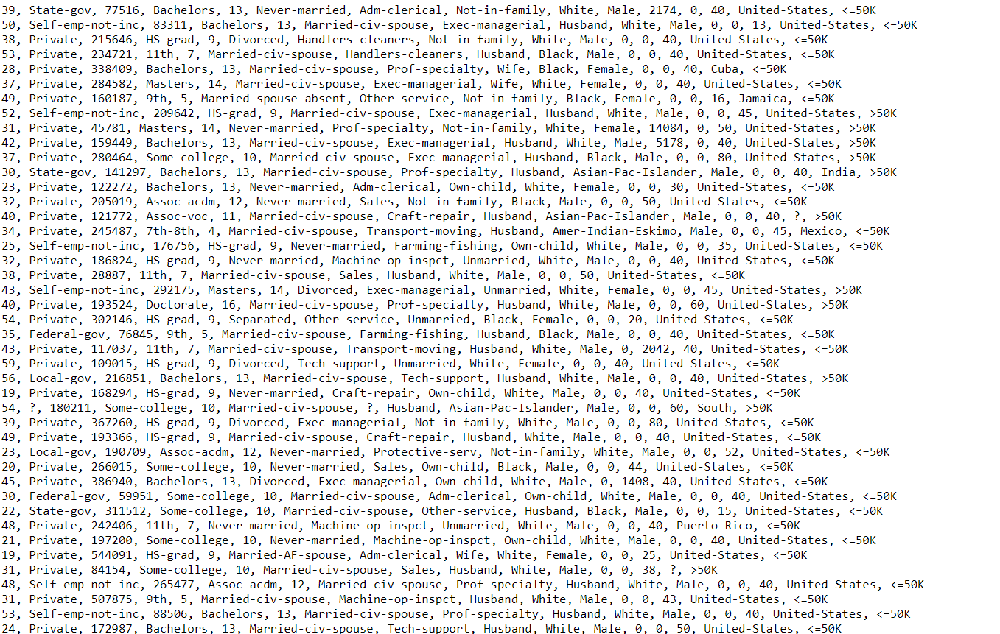 39, State-gov, 77516, Bachelors, 13, Never-married, Adm-clerical, Not-in-family, White, Male, 2174, 0, 40, United-States, <=50K
50, Self-emp-not-inc, 83311, Bachelors, 13, Married-civ-spouse, Exec-managerial, Husband, White, Male, 0, 0, 13, United-States, <=50K
38, Private, 215646, HS-grad, 9, Divorced, Handlers-cleaners, Not-in-family, White, Male, 0, 0, 40, United-States, <=50K
53, Private, 234721, 11th, 7, Married-civ-spouse, Handlers-cleaners, Husband, Black, Male, 0, 0, 40, United-States, <=50K
28, Private, 338409, Bachelors, 13, Married-civ-spouse, Prof-specialty, Wife, Black, Female, 0, 0, 40, Cuba, <=50K
37, Private, 284582, Masters, 14, Married-civ-spouse, Exec-managerial, Wife, White, Female, 0, 0, 40, United-States, <=50K
49, Private, 160187, 9th, 5, Married-spouse-absent, Other-service, Not-in-family, Black, Female, 0, 0, 16, Jamaica, <=50K
52, Self-emp-not-inc, 209642, HS-grad, 9, Married-civ-spouse, Exec-managerial, Husband, White, Male, 0, 0, 45, United-States, >50K
31, Private, 45781, Masters, 14, Never-married, Prof-specialty, Not-in-family, White, Female, 14084, 0, 50, United-States, >50K
42, Private, 159449, Bachelors, 13, Married-civ-spouse, Exec-managerial, Husband, White, Male, 5178, 0, 40, United-States, >50K
37, Private, 280464, Some-college, 10, Married-civ-spouse, Exec-managerial, Husband, Black, Male, 0, 0, 80, United-States, >50K
30, State-gov, 141297, Bachelors, 13, Married-civ-spouse, Prof-specialty, Husband, Asian-Pac-Islander, Male, 0, 0, 40, India, >50K
23, Private, 122272, Bachelors, 13, Never-married, Adm-clerical, Own-child, White, Female, 0, 0, 30, United-States, <=50K
32, Private, 205019, Assoc-acdm, 12, Never-married, Sales, Not-in-family, Black, Male, 0, 0, 50, United-States, <=50K
40, Private, 121772, Assoc-voc, 11, Married-civ-spouse, Craft-repair, Husband, Asian-Pac-Islander, Male, 0, 0, 40, ?, >50K
34, Private, 245487, 7th-8th, 4, Married-civ-spouse, Transport-moving, Husband, Amer-Indian-Eskimo, Male, 0, 0, 45, Mexico, <=50K
25, Self-emp-not-inc, 176756, HS-grad, 9, Never-married, Farming-fishing, Own-child, White, Male, 0, 0, 35, United-States, <=50K
32, Private, 186824, HS-grad, 9, Never-married, Machine-op-inspct, Unmarried, White, Male, 0, 0, 40, United-States, <=50K
38, Private, 28887, 11th, 7, Married-civ-spouse, Sales, Husband, White, Male, 0, 0, 50, United-States, <=50K
43, Self-emp-not-inc, 292175, Masters, 14, Divorced, Exec-managerial, Unmarried, White, Female, 0, 0, 45, United-States, >50K
40, Private, 193524, Doctorate, 16, Married-civ-spouse, Prof-specialty, Husband, White, Male, 0, 0, 60, United-States, >50K
54, Private, 302146, HS-grad, 9, Separated, Other-service, Unmarried, Black, Female, 0, 0, 20, United-States, <=50K
35, Federal-gov, 76845, 9th, 5, Married-civ-spouse, Farming-fishing, Husband, Black, Male, 0, 0, 40, United-States, <=50K
43, Private, 117037, 11th, 7, Married-civ-spouse, Transport-moving, Husband, White, Male, 0, 2042, 40, United-States, <=50K
59, Private, 109015, HS-grad, 9, Divorced, Tech-support, Unmarried, White, Female, 0, 0, 40, United-States, <=50K
56, Local-gov, 216851, Bachelors, 13, Married-civ-spouse, Tech-support, Husband, White, Male, 0, 0, 40, United-States, >50K
19, Private, 168294, HS-grad, 9, Never-married, Craft-repair, Own-child, White, Male, 0, 0, 40, United-States, <=50K
54, ?, 180211, Some-college, 10, Married-civ-spouse, ?, Husband, Asian-Pac-Islander, Male, 0, 0, 60, South, >50K
39, Private, 367260, HS-grad, 9, Divorced, Exec-managerial, Not-in-family, White, Male, 0, 0, 80, United-States, <=50K
49, Private, 193366, HS-grad, 9, Married-civ-spouse, Craft-repair, Husband, White, Male, 0, 0, 40, United-States, <=50K
23, Local-gov, 190709, Assoc-acdm, 12, Never-married, Protective-serv, Not-in-family, White, Male, 0, 0, 52, United-States, <=50K
20, Private, 266015, Some-college, 10, Never-married, Sales, Own-child, Black, Male, 0, 0, 44, United-States, <=50K
45, Private, 386940, Bachelors, 13, Divorced, Exec-managerial, Own-child, White, Male, 0, 1408, 40, United-States, <=50K
30, Federal-gov, 59951, Some-college, 10, Married-civ-spouse, Adm-clerical, Own-child, White, Male, 0, 0, 40, United-States, <=50K
22, State-gov, 311512, Some-college, 10, Married-civ-spouse, Other-service, Husband, Black, Male, 0, 0, 15, United-States, <=50K
48, Private, 242406, 11th, 7, Never-married, Machine-op-inspct, Unmarried, White, Male, 0, 0, 40, Puerto-Rico, <=50K
21, Private, 197200, Some-college, 10, Never-married, Machine-op-inspct, Own-child, White, Male, 0, 0, 40, United-States, <=50K
19, Private, 544091, HS-grad, 9, Married-AF-spouse, Adm-clerical, Wife, White, Female, 0, 0, 25, United-States, <=50K
31, Private, 84154, Some-college, 10, Married-civ-spouse, Sales, Husband, White, Male, 0, 0, 38, ?, >50K
48, Self-emp-not-inc, 265477, Assoc-acdm, 12, Married-civ-spouse, Prof-specialty, Husband, White, Male, 0, 0, 40, United-States, <=50K
31, Private, 507875, 9th, 5, Married-civ-spouse, Machine-op-inspct, Husband, White, Male, 0, 0, 43, United-States, <=50K
53, Self-emp-not-inc, 88506, Bachelors, 13, Married-civ-spouse, Prof-specialty, Husband, White, Male, 0, 0, 40, United-States, <=50K
24, Private, 172987, Bachelors, 13, Married-civ-spouse, Tech-support, Husband, White, Male, 0, 0, 50, United-States, <=50K